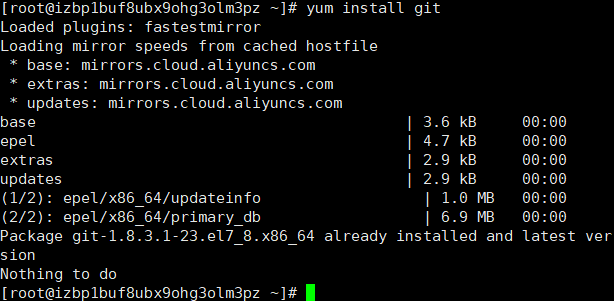 [root@izbp1buf8ubx9ohg3olm3pz ~]# yum install git
Loaded plugins: fastestmirror
Loading mirror speeds from cached hostfile
 * base: mirrors.cloud.aliyuncs.com
 * extras: mirrors.cloud.aliyuncs.com
 * updates: mirrors.cloud.aliyuncs.com
base | 3.6 kB 00:00
epel | 4.7 kB 00:00
extras | 2.9 kB 00:00
updates | 2.9 kB 00:00
(1/2): epel/x86_64/updateinfo | 1.0 MB 00:00
(2/2): epel/x86_64/primary_db | 6.9 MB 00:00
Package git-1.8.3.1-23.el7_8.x86_64 already installed and latest ver
sion
Nothing to do
[root@izbp1buf8ubx9ohg3olm3pz ~]#